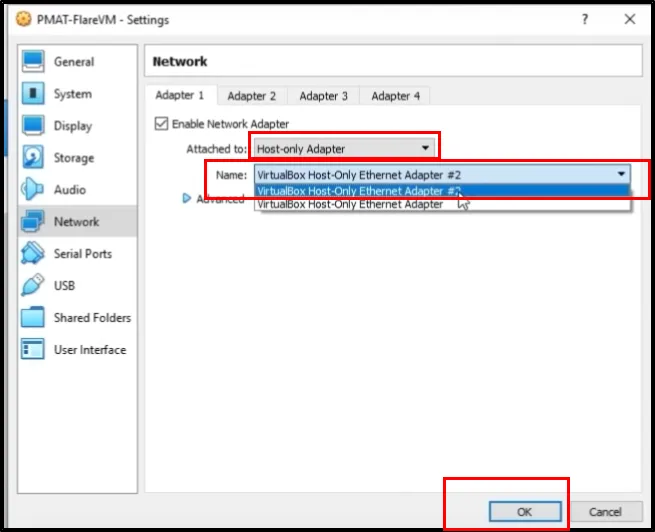 PMAT-FlareVM - Settings
?
General
System
Display
Storage
Audio
Network
Serial Ports
USB
Shared Folders
User Interface
Network
Adapter 1 Adapter 2 Adapter 3 Adapter 4
Enable Network Adapter
Attached to: Host-only Adapter
Name: VirtualBox Host-Only Ethernet Adapter #2
VirtualBox Host-Only Ethernet Adapter #2
VirtualBox Host-Only Ethernet Adapter
Advanced
OK Cancel